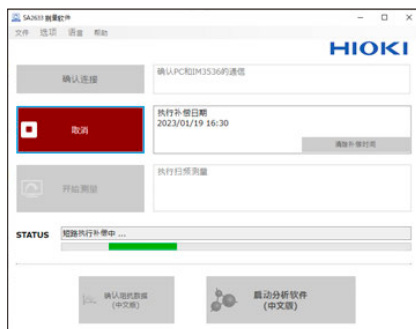 SA2633 测量软件
文件 选项 语言 帮助
HIOKI
确认连接
确认PC和IM3536的通信
取消
执行补偿日期
2023/01/19 16:30
清除补偿时间
开始测量
执行扫频测量
STATUS
短路执行补偿中 ...
确认阻抗数据
(中文版)
启动分析软件
(中文版)